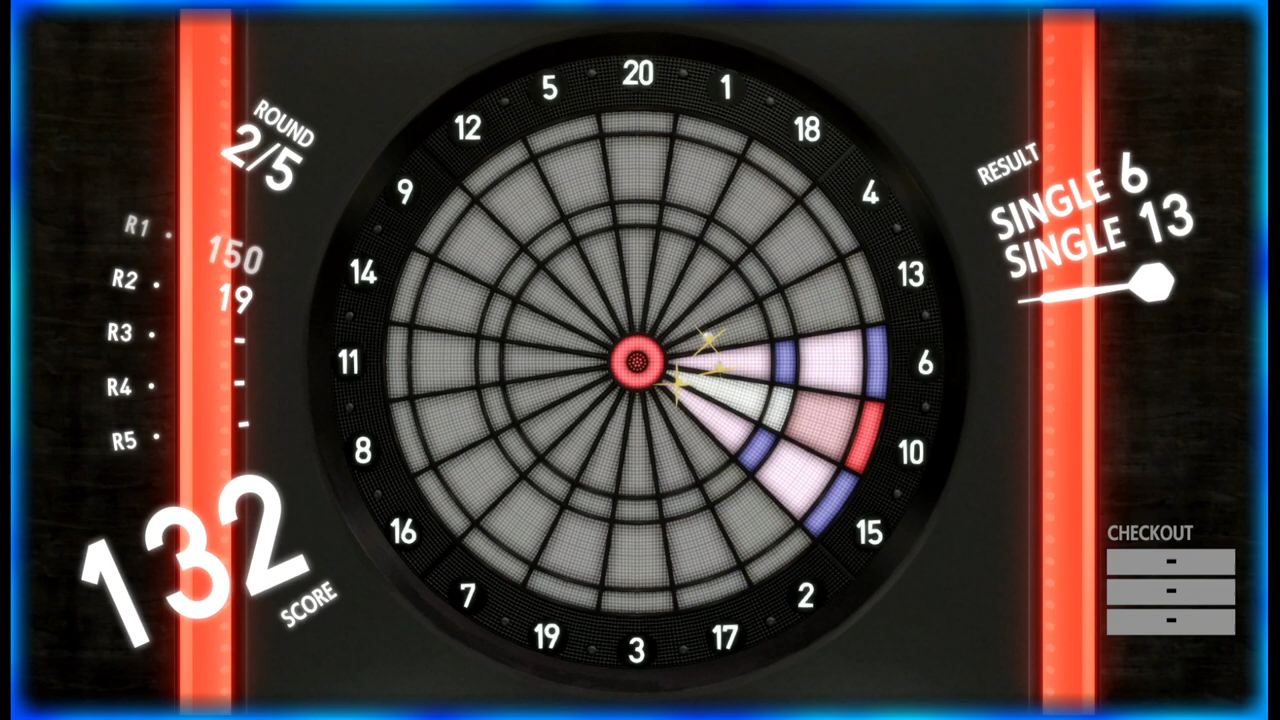 ROUND
2/5
R1 150
R2 19
R3 -
R4 -
R5 -
132
SCORE
20
1
18
4
13
6
10
15
2
17
3
19
7
16
8
11
14
9
12
5
RESULT
SINGLE 6
SINGLE 13
CHECKOUT
-
-
-